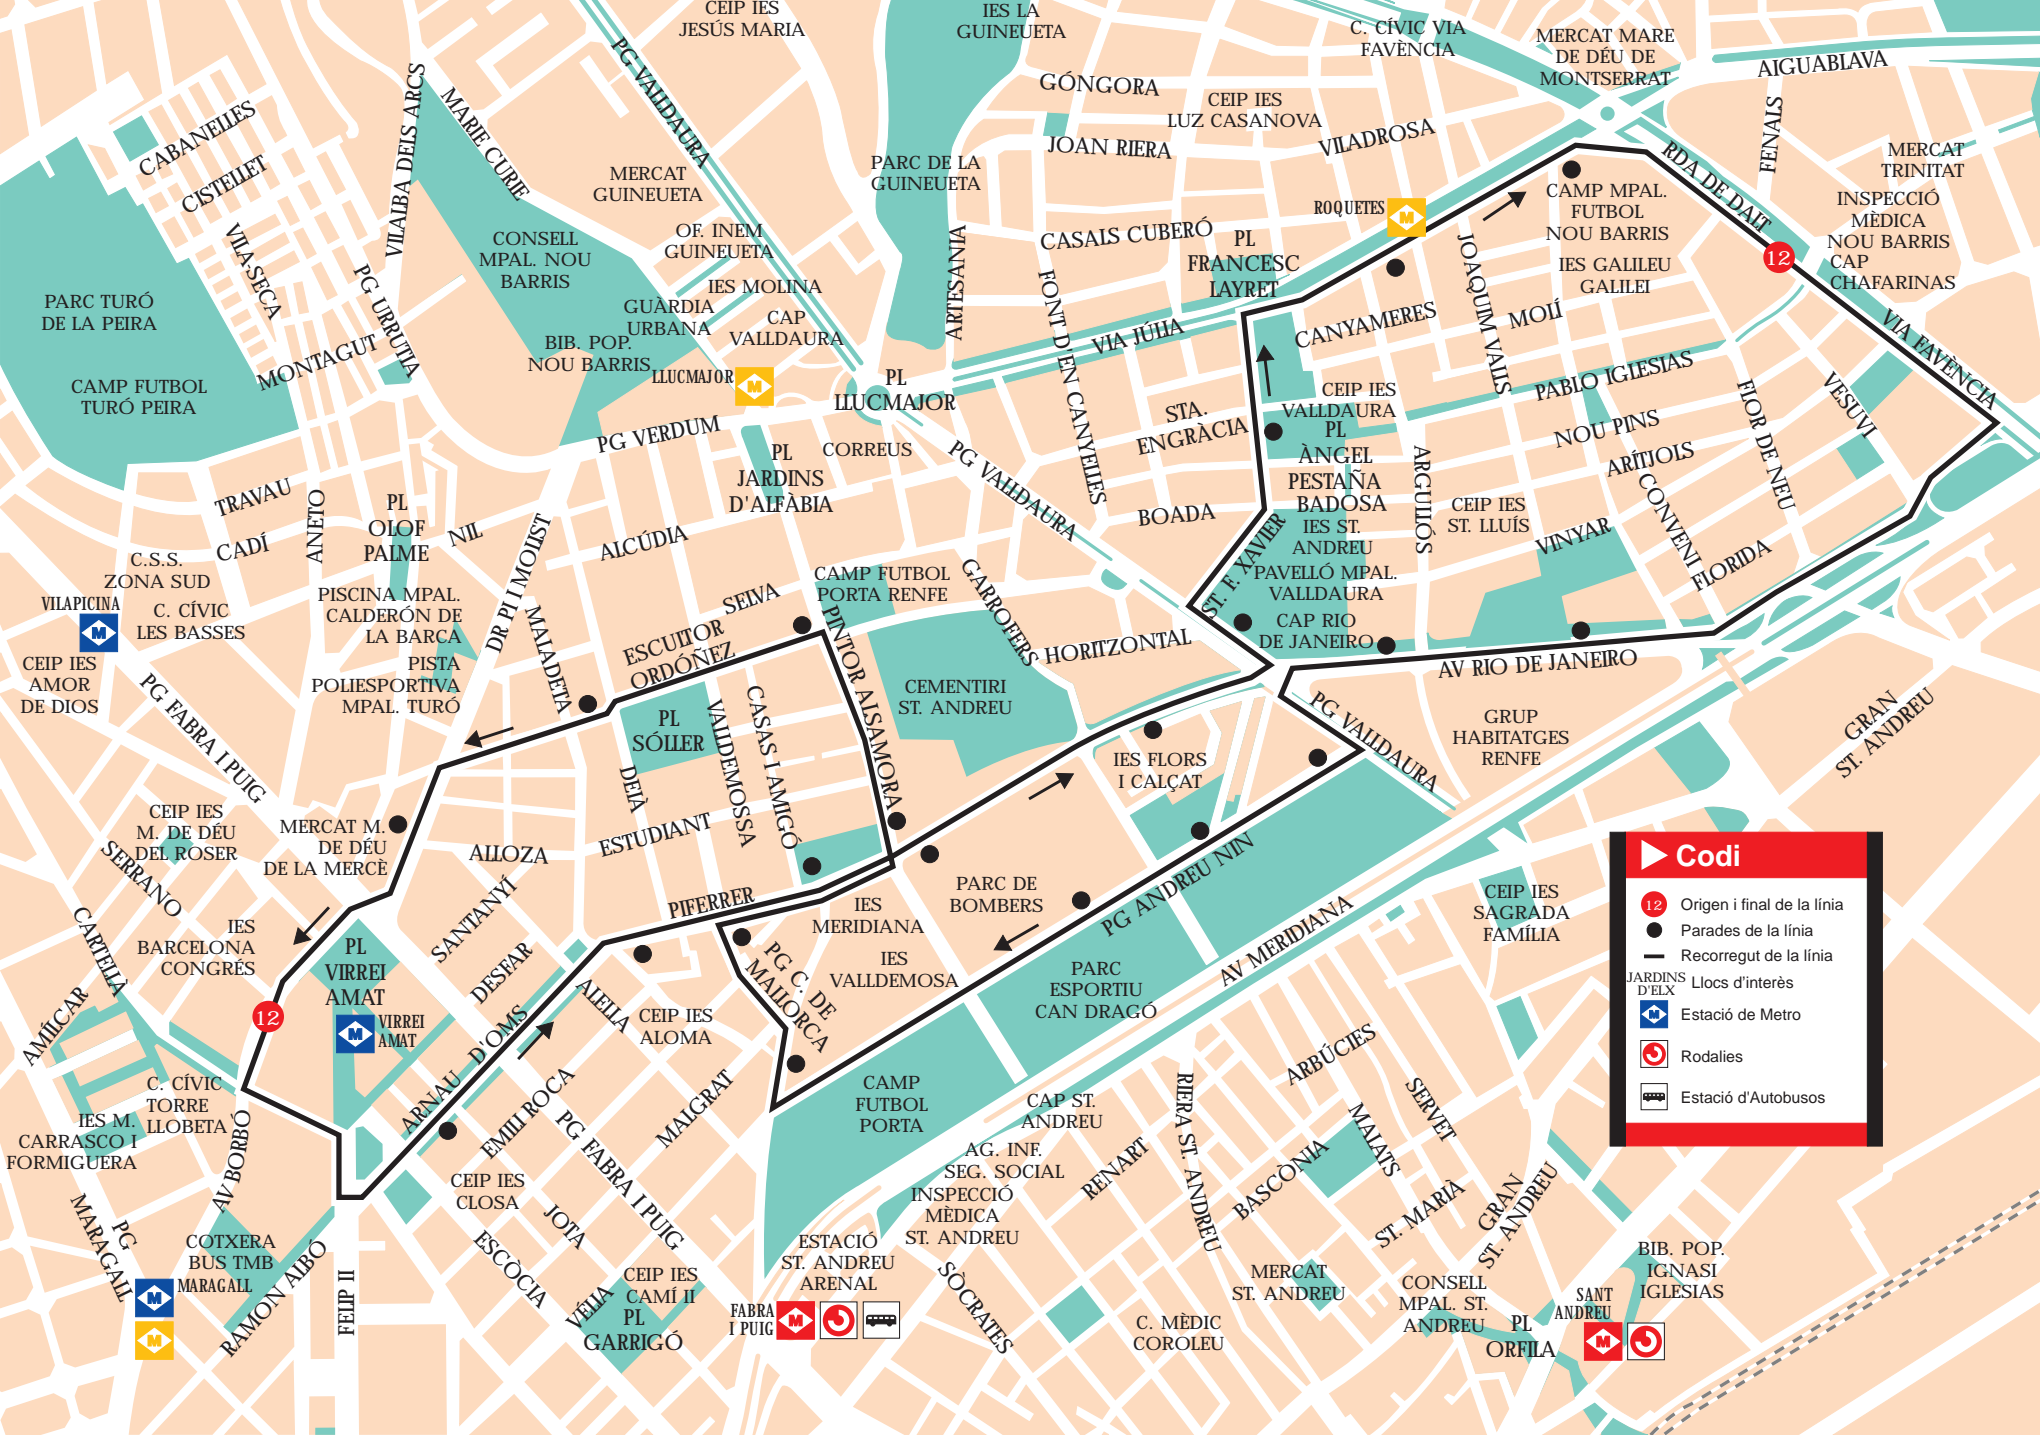 CEIP IES
JESÚS MARIA
IES LA
GUINEUETA
C. CÍVIC VIA
FAVÈNCIA
MERCAT MARE
DE DÉU DE
MONTSERRAT
AIGUABLAVA
PG VALLDAURA
VILALBA DELS ARCS
MARIE CURIE
GÓNGORA
CEIP IES
LUZ CASANOVA
VILADROSA
JOAN RIERA
FENALS
RDA DE DALT
MERCAT
TRINITAT
CABANELLES
CISTELLET
VILA-SECA
MERCAT
GUINEUETA
PARC DE LA
GUINEUETA
ROQUETES
CAMP MPAL.
FUTBOL
NOU BARRIS
INSPECCIÓ
MÈDICA
NOU BARRIS
CAP
CHAFARINAS
CONSELL
MPAL. NOU
BARRIS
OF. INEM
GUINEUETA
CASALS CUBERÓ
PL
FRANCESC
LAYRET
JOAQUIM VALLS
IES GALILEU
GALILEI
12
PARC TURÓ
DE LA PEIRA
PG URRUTIA
IES MOLINA
GUÀRDIA
URBANA
CAP
VALLDAURA
ARTESANIA
FONT D'EN CANYELLES
VIA JÚLIA
CANYAMERES
MOLÍ
VIA FAVÈNCIA
MONTAGUT
BIB. POP.
NOU BARRIS
LLUCMAJOR
CAMP FUTBOL
TURÓ PEIRA
PL
LLUCMAJOR
STA.
ENGRÀCIA
CEIP IES
VALLDAURA
PL
ÀNGEL
PESTAÑA
BADOSA
PABLO IGLESIAS
NOU PINS
ARÍTJOLS
FLOR DE NEU
VESUVI
PG VERDUM
CORREUS
PL
JARDINS
D'ALFÀBIA
PG VALLDAURA
BOADA
ARGULLÓS
CEIP IES
ST. LLUÍS
CONVENI
VINYAR
FLORIDA
TRAVAU
CADÍ
ANETO
PL
OLOF
PALME
NIL
DR PI I MOLIST
ALCÚDIA
IES ST.
ANDREU
ST. F. XAVIER
PAVELLÓ MPAL.
VALLDAURA
C.S.S.
ZONA SUD
VILAPICINA
C. CÍVIC
LES BASSES
PISCINA MPAL.
CALDERÓN DE
LA BARCA
MALADETA
SELVA
CAMP FUTBOL
PORTA RENFE
GARROFERS
CAP RIO
DE JANEIRO
CEIP IES
AMOR
DE DIOS
PISTA
POLIESPORTIVA
MPAL. TURÓ
ESCULTOR
ORDÓÑEZ
PINTOR ALSAMORA
HORITZONTAL
AV RIO DE JANEIRO
PG FABRA I PUIG
PL
SÓLLER
VALLDEMOSSA
CASAS I AMIGÓ
CEMENTIRI
ST. ANDREU
PG VALLDAURA
GRUP
HABITATGES
RENFE
GRAN
ST. ANDREU
DEIÀ
IES FLORS
I CALÇAT
CEIP IES
M. DE DÉU
DEL ROSER
MERCAT M.
DE DÉU
DE LA MERCÈ
ALLOZA
ESTUDIANT
SERRANO
SANTANYÍ
PIFERRER
PARC DE
BOMBERS
PG ANDREU NIN
CARTELLÀ
IES
BARCELONA
CONGRÉS
PL
VIRREI
AMAT
DESFAR
IES
MERIDIANA
IES
VALLDEMOSA
PG C. DE
MALLORCA
PARC
ESPORTIU
CAN DRAGÓ
AV MERIDIANA
CEIP IES
SAGRADA
FAMÍLIA
Codi
12 Origen i final de la línia
Parades de la línia
Recorregut de la línia
JARDINS
D'ELX Llocs d'interès
Estació de Metro
Rodalies
Estació d'Autobusos
AMÍLCAR
12
VIRREI
AMAT
ALELLA
CEIP IES
ALOMA
ARNAU D'OMS
C. CÍVIC
TORRE
LLOBETA
IES M.
CARRASCO I
FORMIGUERA
EMILI ROCA
PG FABRA I PUIG
MALGRAT
CAMP
FUTBOL
PORTA
CAP ST.
ANDREU
RIERA ST. ANDREU
ARBÚCIES
SERVET
MALATS
AV BORBÓ
CEIP IES
CLOSA
AG. INF.
SEG. SOCIAL
INSPECCIÓ
MÈDICA
ST. ANDREU
RENART
BASCÒNIA
ST. MARIÀ
GRAN
ST. ANDREU
PG
MARAGALL
COTXERA
BUS TMB
JOTA
ESCÒCIA
ESTACIÓ
ST. ANDREU
ARENAL
MARAGALL
RAMON ALBÓ
FELIP II
VÈLIA
CEIP IES
CAMÍ II
PL
GARRIGÓ
FABRA
I PUIG
SÒCRATES
C. MÈDIC
COROLEU
MERCAT
ST. ANDREU
CONSELL
MPAL. ST.
ANDREU
PL
ORFILA
SANT
ANDREU
BIB. POP.
IGNASI
IGLESIAS